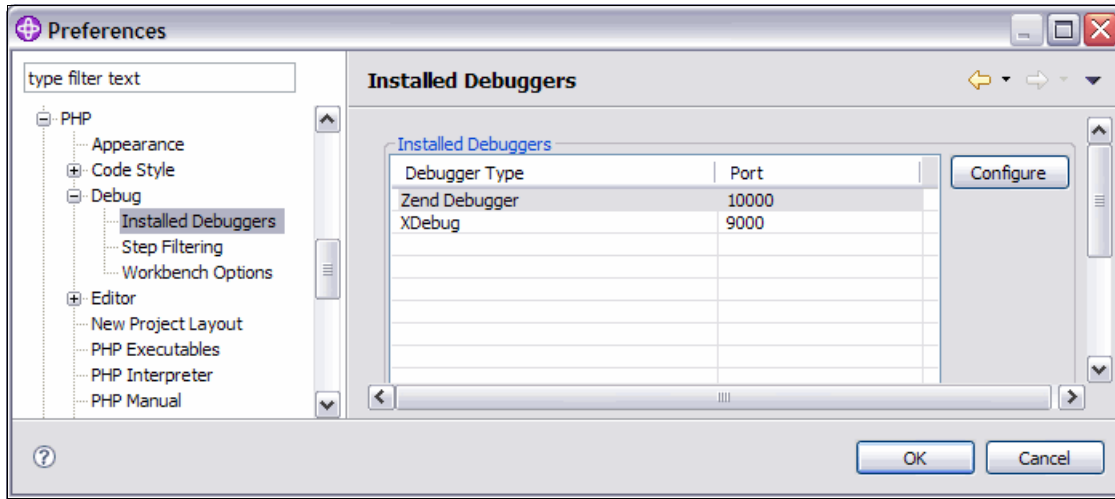 Preferences
type filter text
PHP
Appearance
Code Style
Debug
Installed Debuggers
Step Filtering
Workbench Options
Editor
New Project Layout
PHP Executables
PHP Interpreter
PHP Manual
Installed Debuggers
Installed Debuggers
Debugger Type Port
Zend Debugger 10000
XDebug 9000
Configure
OK Cancel